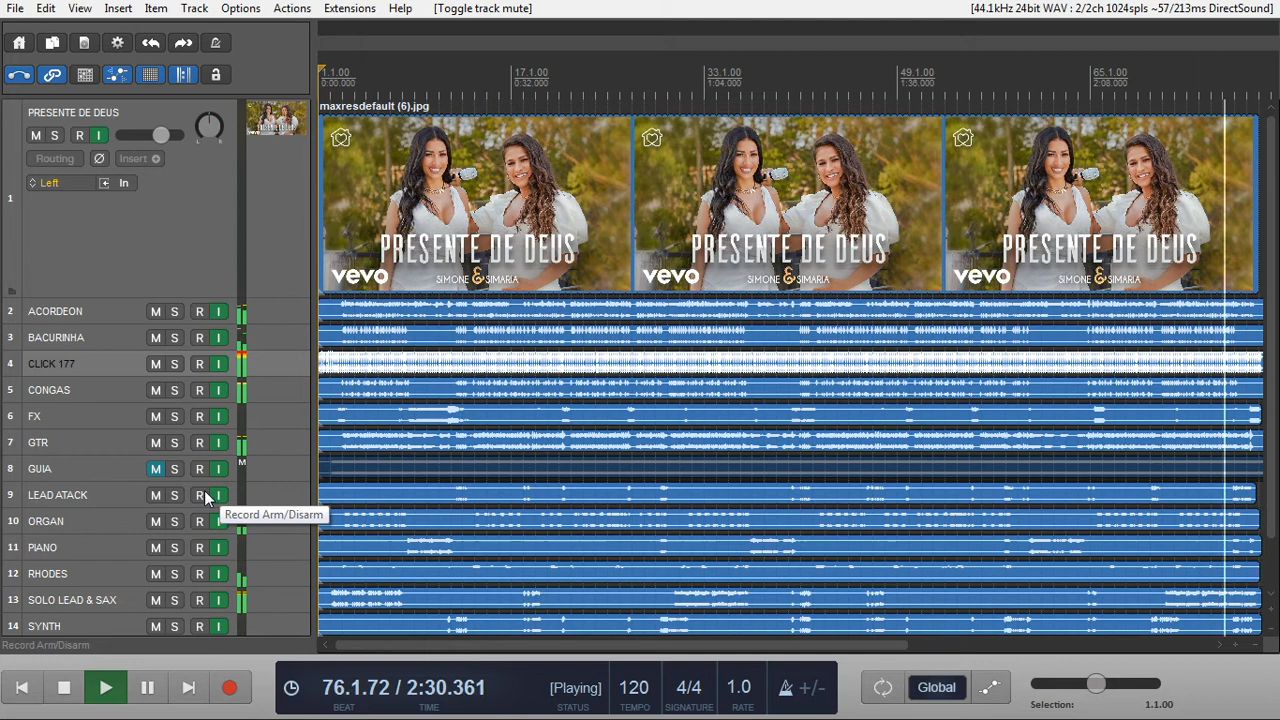 File Edit View Insert Item Track Options Actions Extensions Help [Toggle track mute] [44.1kHz 24bit WAV : 2/2ch 1024spls ~57/213ms DirectSound]
1.1.00 17.1.00 33.1.00 49.1.00 65.1.00
0:00.000 0:32.000 1:04.000 1:36.000 2:08.000
maxresdefault (6).jpg
PRESENTE DE DEUS
M S R I
L R
Routing Ø Insert
Left In
1
PRESENTE DE DEUS
PRESENTE DE DEUS PRESENTE DE DEUS PRESENTE DE DEUS
vevo SIMONE & SIMARIA vevo SIMONE & SIMARIA vevo SIMONE & SIMARIA
2 ACORDEON M S R I
3 BACURINHA M S R I
4 CLICK 177 M S R I
5 CONGAS M S R I
6 FX M S R I
7 GTR M S R I
8 GUIA M S R I M
9 LEAD ATACK M S R I
Record Arm/Disarm
10 ORGAN M S R I
11 PIANO M S R I
12 RHODES M S R I
13 SOLO LEAD & SAX M S R I
14 SYNTH M S R I
Record Arm/Disarm
76.1.72 / 2:30.361 [Playing] 120 4/4 1.0 +/- Global
BEAT TIME STATUS TEMPO SIGNATURE RATE
Selection: 1.1.00